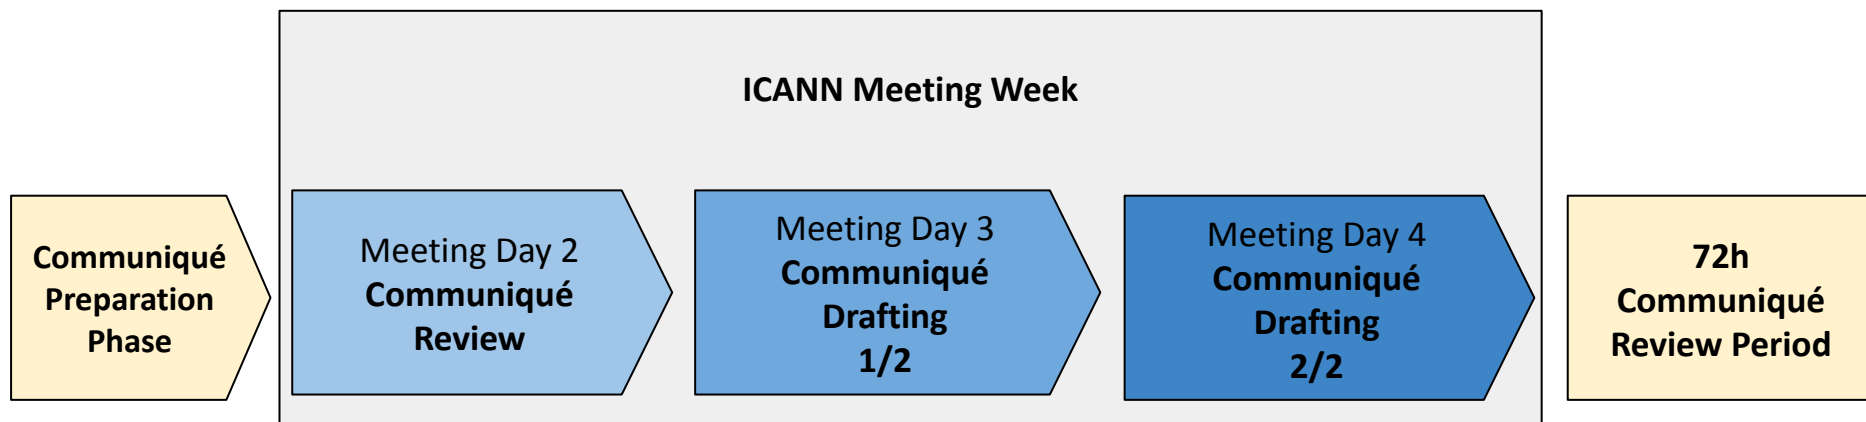 ICANN Meeting Week
Communiqué
Preparation
Phase
Meeting Day 2
Communiqué
Review
Meeting Day 3
Communiqué
Drafting
1/2
Meeting Day 4
Communiqué
Drafting
2/2
72h
Communiqué
Review Period